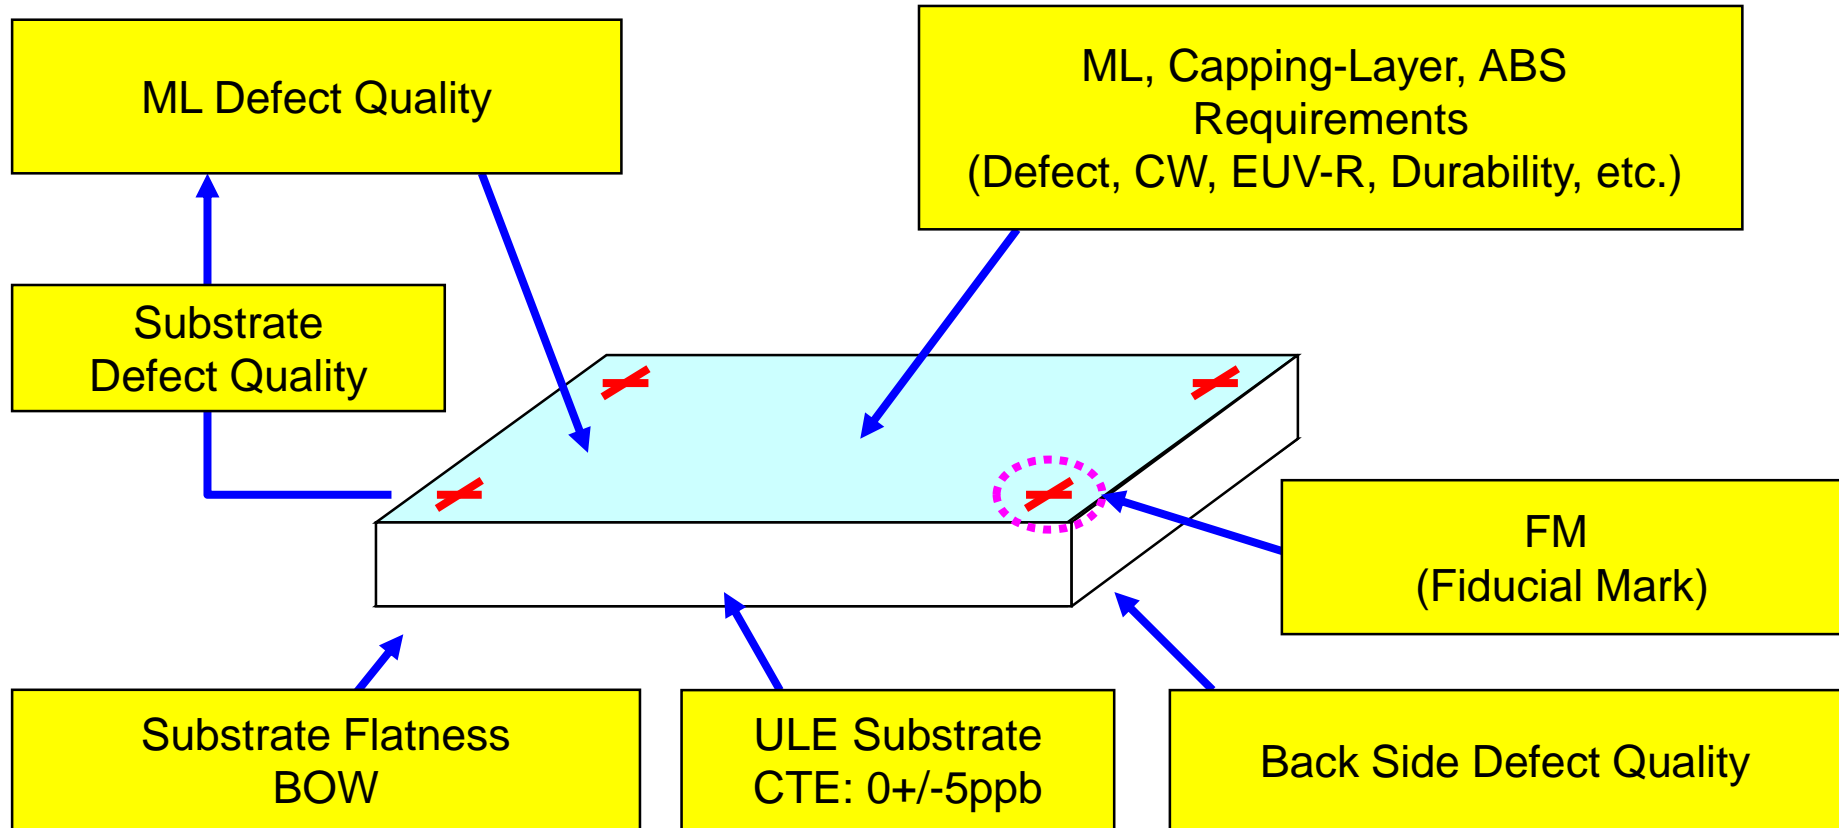 ML Defect Quality
ML, Capping-Layer, ABS
Requirements
(Defect, CW, EUV-R, Durability, etc.)
Substrate
Defect Quality
FM
(Fiducial Mark)
Substrate Flatness
BOW
ULE Substrate
CTE: 0+/-5ppb
Back Side Defect Quality